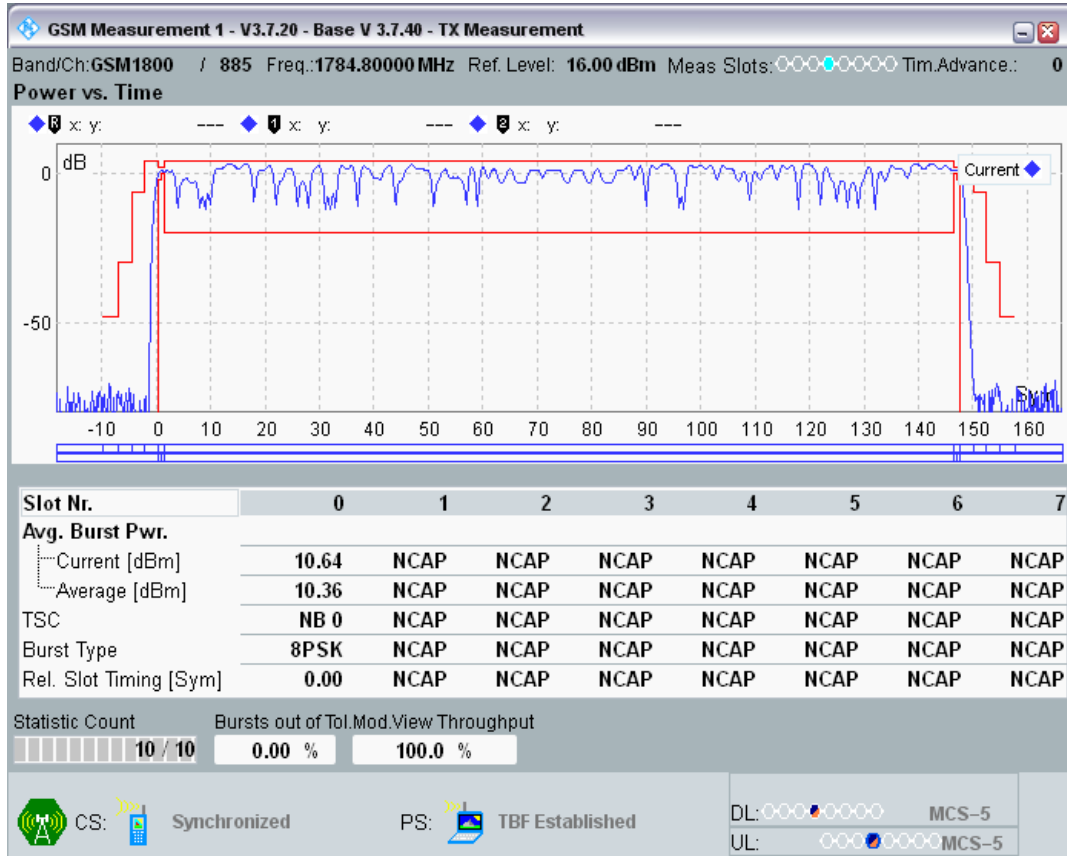 GSM Measurement 1 - V3.7.20 - Base V 3.7.40 - TX Measurement
Band/Ch:GSM1800 / 885 Freq.:1784.80000 MHz Ref. Level: 16.00 dBm Meas Slots: Tim.Advance.: 0
Power vs. Time
R x: y: --- 1 x: y: --- 2 x: y: ---
dB
Current
0
-50
Sym
-10 0 10 20 30 40 50 60 70 80 90 100 110 120 130 140 150 160
Slot Nr. 0 1 2 3 4 5 6 7
Avg. Burst Pwr.
Current [dBm] 10.64 NCAP NCAP NCAP NCAP NCAP NCAP NCAP
Average [dBm] 10.36 NCAP NCAP NCAP NCAP NCAP NCAP NCAP
TSC NB 0 NCAP NCAP NCAP NCAP NCAP NCAP NCAP
Burst Type 8PSK NCAP NCAP NCAP NCAP NCAP NCAP NCAP
Rel. Slot Timing [Sym] 0.00 NCAP NCAP NCAP NCAP NCAP NCAP NCAP
Statistic Count Bursts out of Tol. Mod.View Throughput
10 / 10 0.00 % 100.0 %
CS: Synchronized PS: TBF Established DL: MCS-5
UL: MCS-5